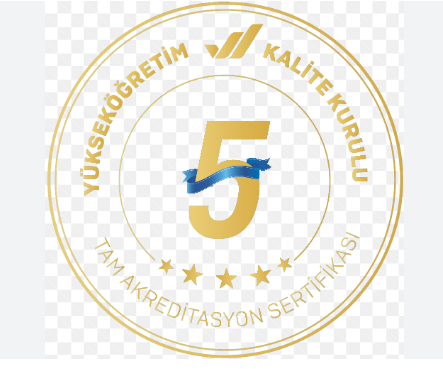 YÜKSEKÖĞRETİM KALİTE KURULU
5
TAM AKREDİTASYON SERTİFİKASI